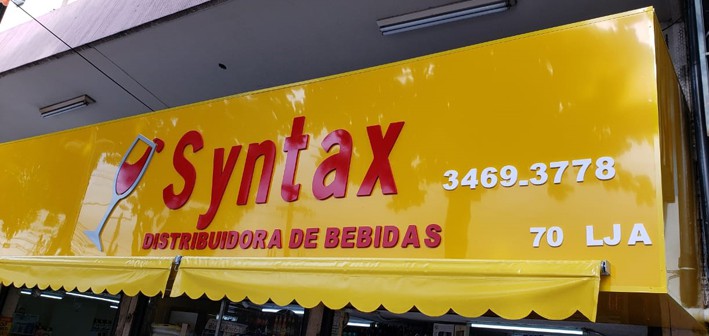 Syntax
3469.3778
DISTRIBUIDORA DE BEBIDAS
70 LJA